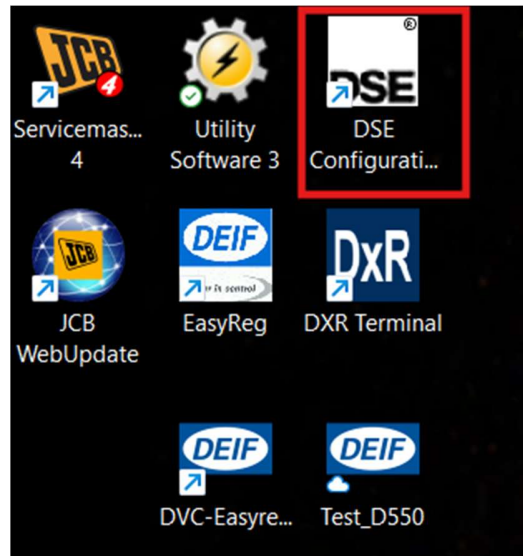 JCB
4
Servicemas...
4
Utility
Software 3
®
DSE
DSE
Configurati...
JCB
JCB
WebUpdate
DEIF
EasyReg
DxR
DXR Terminal
DEIF
DVC-Easyre...
DEIF
Test_D550